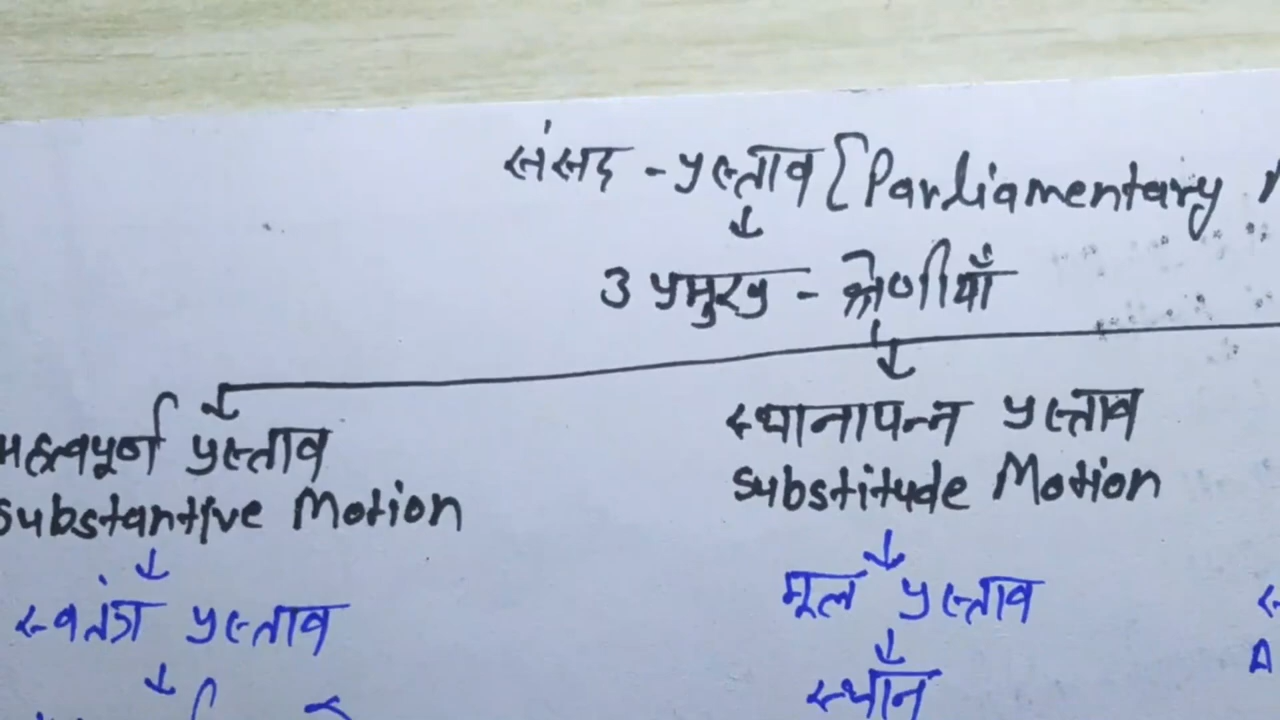 संसद - प्रस्ताव [Parliamentary
3 प्रमुख - श्रेणीयाँ
महत्वपूर्ण प्रस्ताव
Substantive Motion
स्थानापन्न प्रस्ताव
Substitude Motion
स्वतंत्र प्रस्ताव
मूल प्रस्ताव
स्थान